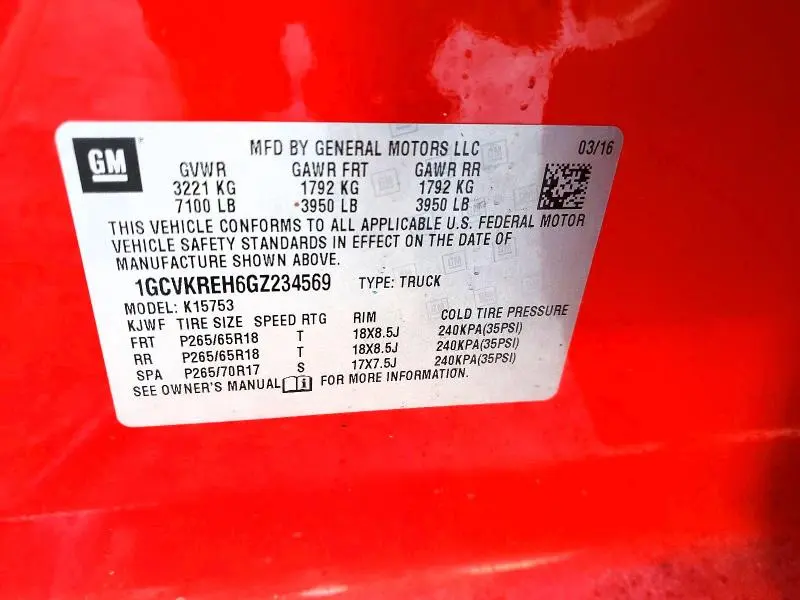 GM MFD BY GENERAL MOTORS LLC 03/16
GVWR GAWR FRT GAWR RR
3221 KG 1792 KG 1792 KG
7100 LB 3950 LB 3950 LB
THIS VEHICLE CONFORMS TO ALL APPLICABLE U.S. FEDERAL MOTOR
VEHICLE SAFETY STANDARDS IN EFFECT ON THE DATE OF
MANUFACTURE SHOWN ABOVE.
1GCVKREH6GZ234569 TYPE: TRUCK
MODEL: K15753
KJWF TIRE SIZE SPEED RTG RIM COLD TIRE PRESSURE
FRT P265/65R18 T 18X8.5J 240KPA(35PSI)
RR P265/65R18 T 18X8.5J 240KPA(35PSI)
SPA P265/70R17 S 17X7.5J 240KPA(35PSI)
SEE OWNER'S MANUAL FOR MORE INFORMATION.